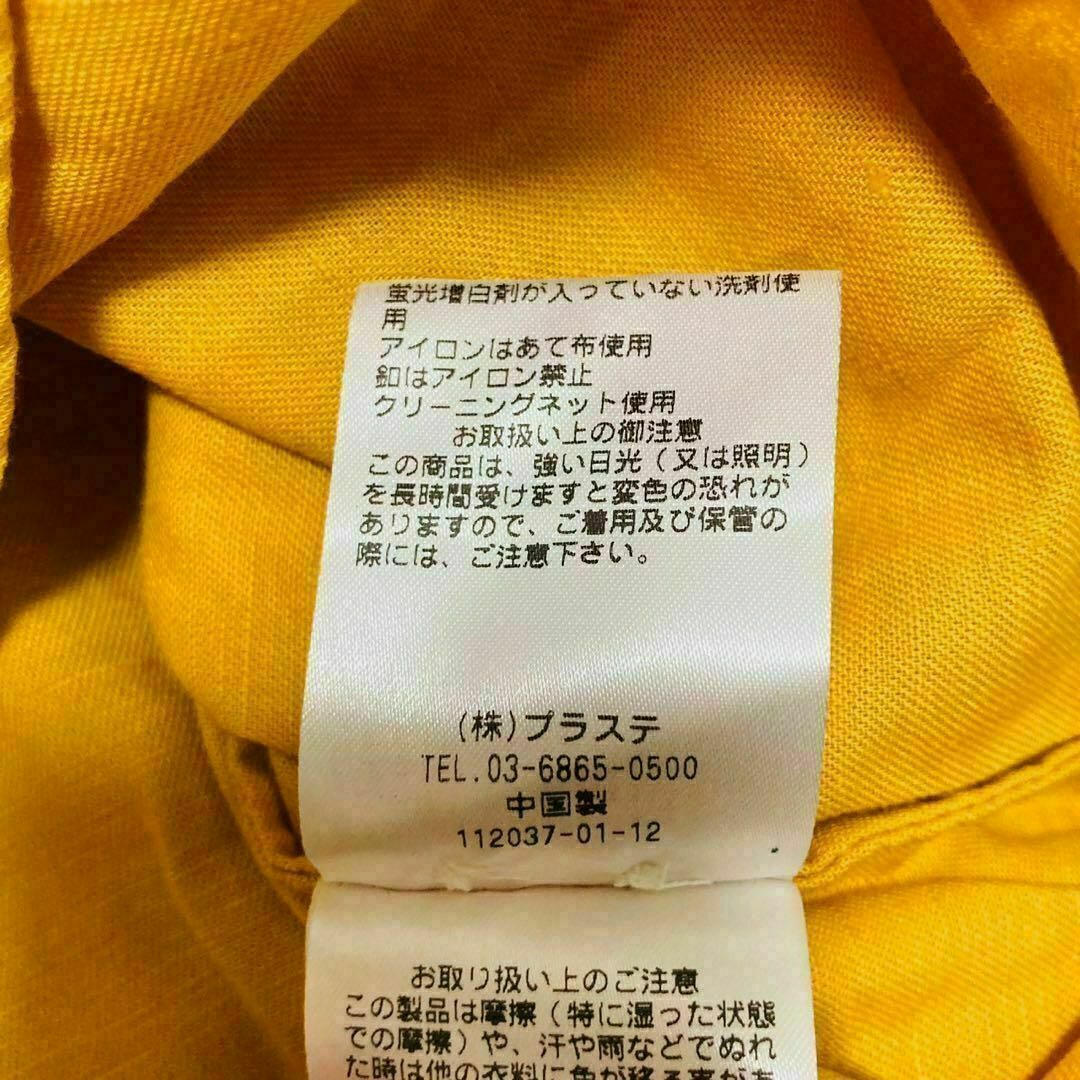 蛍光増白剤が入っていない洗剤使
用
アイロンはあて布使用
釦はアイロン禁止
クリーニングネット使用
お取扱い上の御注意
この商品は、強い日光(又は照明)
を長時間受けますと変色の恐れが
ありますので、ご着用及び保管の
際には、ご注意下さい。
(株)プラステ
TEL.03-6865-0500
中国製
112037-01-12
お取り扱い上のご注意
この製品は摩擦(特に湿った状態
での摩擦)や、汗や雨などでぬれ
た時は他の衣料に色が移る事があ